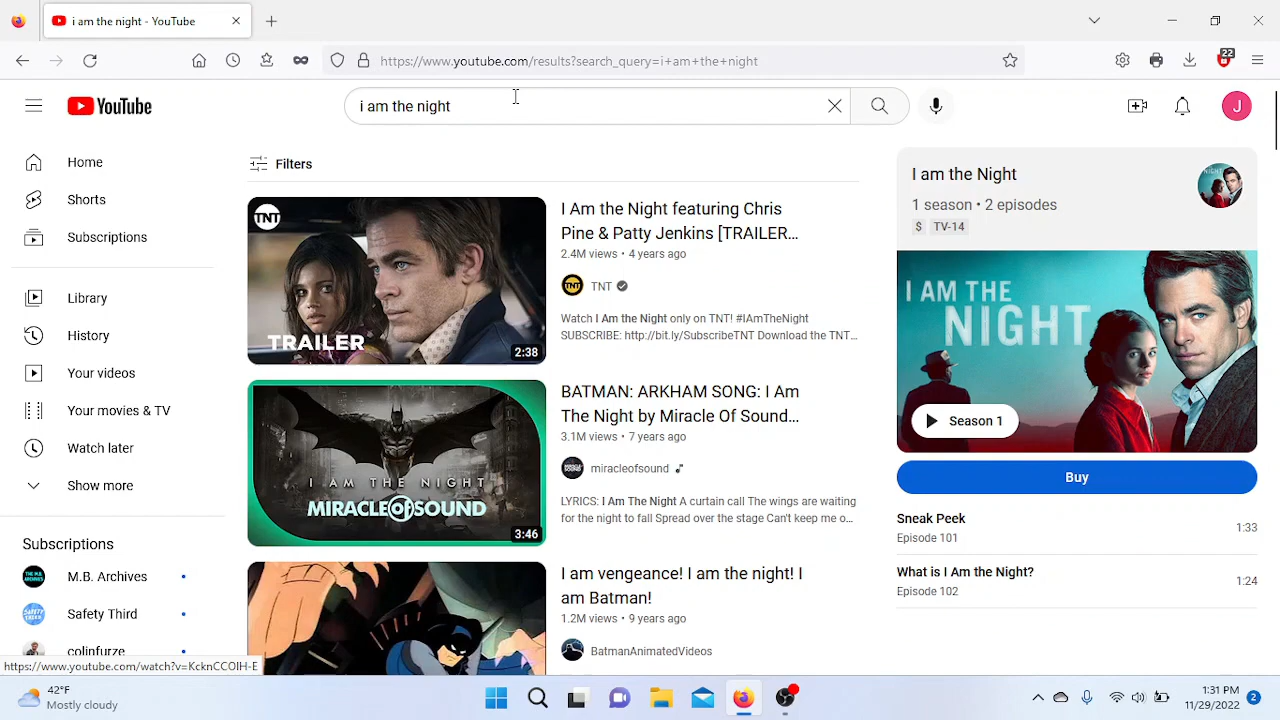 i am the night - YouTube
https://www.youtube.com/results?search_query=i+am+the+night
22
YouTube
i am the night
J
Home
Shorts
Subscriptions
Library
History
Your videos
Your movies & TV
Watch later
Show more
Subscriptions
M.B. Archives
Safety Third
colinfurze
https://www.youtube.com/watch?v=KcknCCOIH-E
Filters
TNT
TRAILER
2:38
I Am the Night featuring Chris
Pine & Patty Jenkins [TRAILER...
2.4M views • 4 years ago
TNT
TNT
Watch I Am the Night only on TNT! #IAmTheNight
SUBSCRIBE: http://bit.ly/SubscribeTNT Download the TNT...
I AM THE NIGHT
MIRACLE OF SOUND
3:46
BATMAN: ARKHAM SONG: I Am
The Night by Miracle Of Sound...
3.1M views • 7 years ago
miracleofsound
LYRICS: I Am The Night A curtain call The wings are waiting
for the night to fall Spread over the stage Can't keep me o...
I am vengeance! I am the night! I
am Batman!
1.2M views • 9 years ago
BatmanAnimatedVideos
I am the Night
1 season • 2 episodes
$ TV-14
I AM THE
NIGHT
Season 1
Buy
Sneak Peek
Episode 101
1:33
What is I Am the Night?
Episode 102
1:24
42°F
Mostly cloudy
1:31 PM
11/29/2022
2